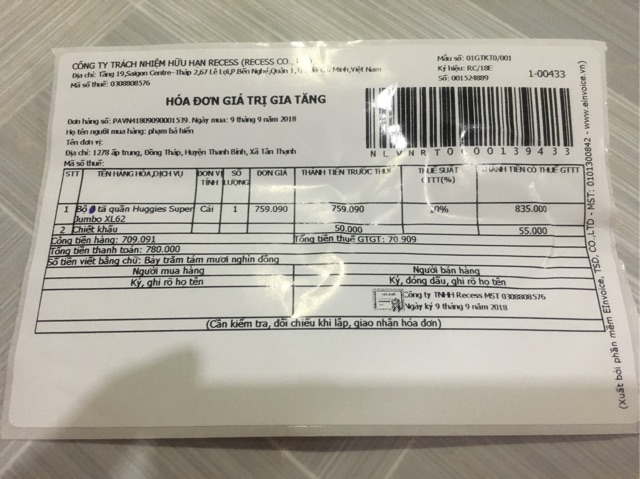 CÔNG TY TRÁCH NHIỆM HỮU HẠN RECESS (RECESS CO.,
Địa chỉ: Tầng 19,Saigon Centre-Tháp 2,67 Lê Lợi,P Bến Nghé,Quận 1, Minh,Việt Nam
Mã số thuế: 0308808576
Mẫu số: 01GTKT0/001
Ký hiệu: RC/18E
Số: 001524889
1-00433
HÓA ĐƠN GIÁ TRỊ GIA TĂNG
Đơn hàng số: PAVNM1809090001539. Ngày mua: 9 th 9 năm 2018
Họ tên người mua hàng: phạm bá hiến
Tên đơn vị:
Địa chỉ: 1278 ấp trung, Đồng Tháp, Huyện Thanh Bình, Xã Tân Thạnh
Mã số thuế:
STT TÊN HÀNG HÓA,DỊCH VỤ ĐƠN VỊ TÍNH SỐ LƯỢNG ĐƠN GIÁ THÀNH TIỀN TRƯỚC THUẾ THUẾ SUẤT GTTT(%) THÀNH TIỀN CÓ THUẾ GTTT
1 Bộ tã quần Huggies Super Jumbo XL62 Cái 1 759.090 759.090 835.000
2 Chiết khấu 50.000 55.000
Cộng tiền hàng: 709.091 Tổng tiền thuế GTGT: 70.909
Tổng tiền thanh toán: 780.000
Số tiền viết bằng chữ: Bảy trăm tám mươi nghìn đồng
Người mua hàng Người bán hàng
Ký, ghi rõ họ tên Ký, đóng dấu, ghi rõ họ tên
Công ty TNHH Recess MST 0308808576
Ngày ký 9 th 9 năm 2018
(Cần kiểm tra, đối chiếu khi lập, giao nhận hóa đơn)
(Xuất bởi phần mềm EInvoice, TSD, CO.,LTD - MST: 0101300842 - www.einvoice.vn)